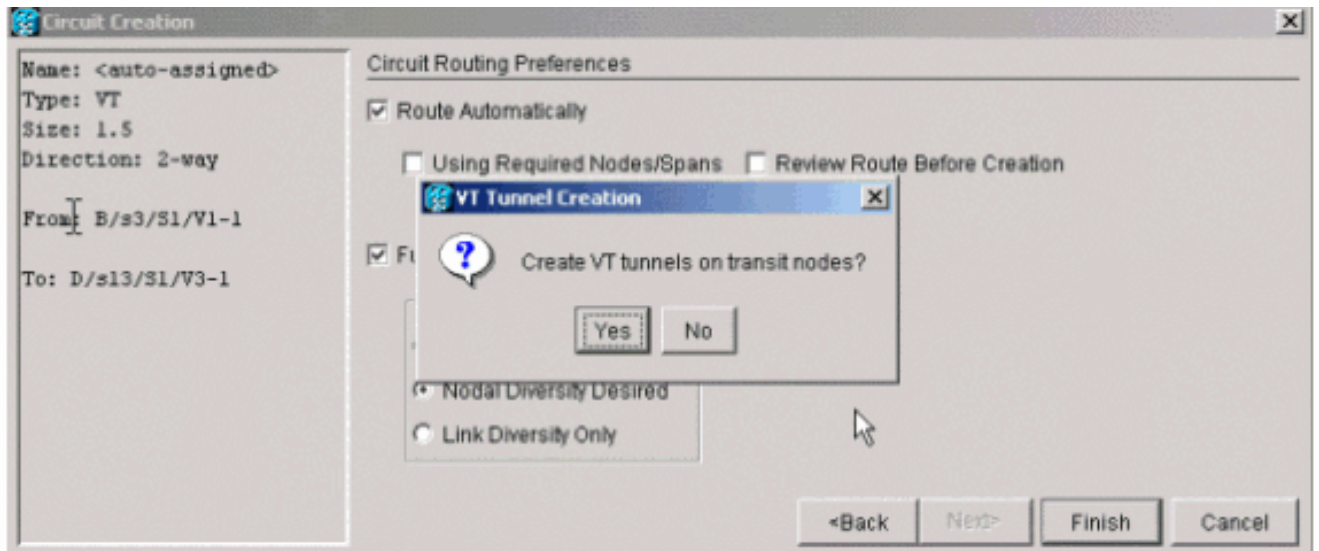 Circuit Creation
Name: <auto-assigned>
Type: VT
Size: 1.5
Direction: 2-way
From: B/s3/S1/V1-1
To: D/s13/S1/V3-1
Circuit Routing Preferences
Route Automatically
Using Required Nodes/Spans Review Route Before Creation
VT Tunnel Creation
Create VT tunnels on transit nodes?
Yes No
Nodal Diversity Desired
Link Diversity Only
<Back Next> Finish Cancel